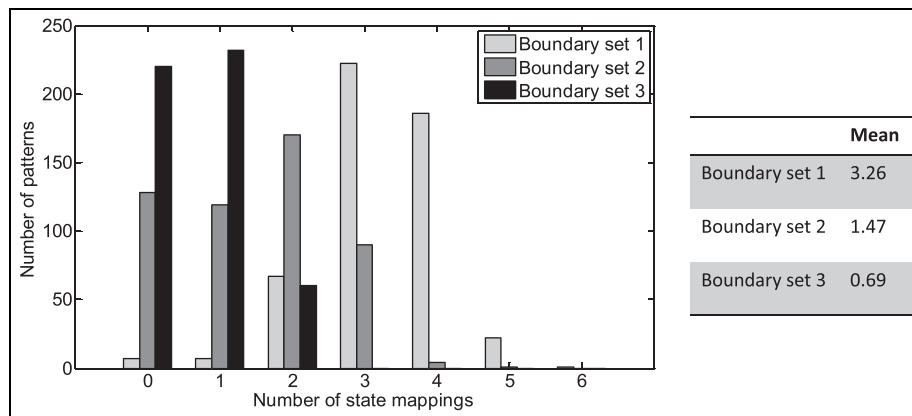 250
200
150
100
50
0
Number of patterns
0 1 2 3 4 5 6
Number of state mappings
Boundary set 1
Boundary set 2
Boundary set 3
Mean
Boundary set 1 3.26
Boundary set 2 1.47
Boundary set 3 0.69